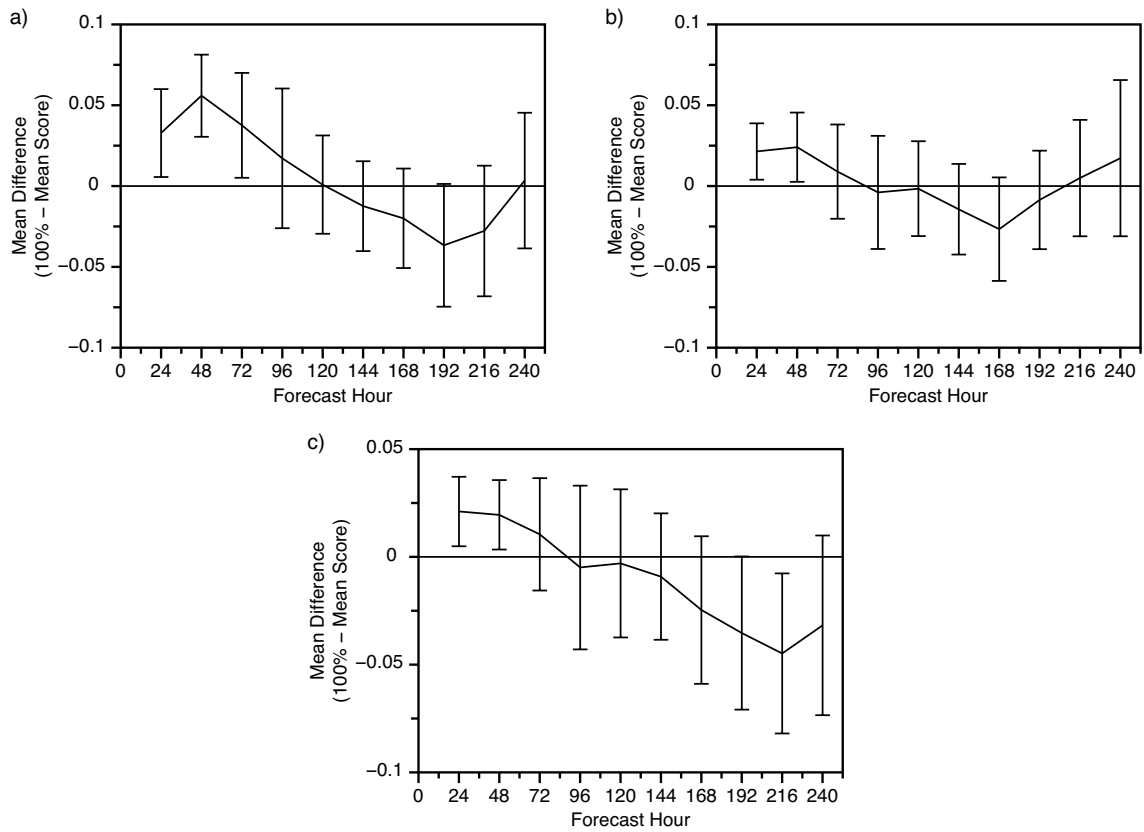 a)
0.1
0.05
0
−0.05
−0.1
Mean Difference
(100% − Mean Score)
0 24 48 72 96 120 144 168 192 216 240
Forecast Hour
b)
0.1
0.05
0
−0.05
−0.1
Mean Difference
(100% − Mean Score)
0 24 48 72 96 120 144 168 192 216 240
Forecast Hour
c)
0.05
0
−0.05
−0.1
Mean Difference
(100% − Mean Score)
0 24 48 72 96 120 144 168 192 216 240
Forecast Hour